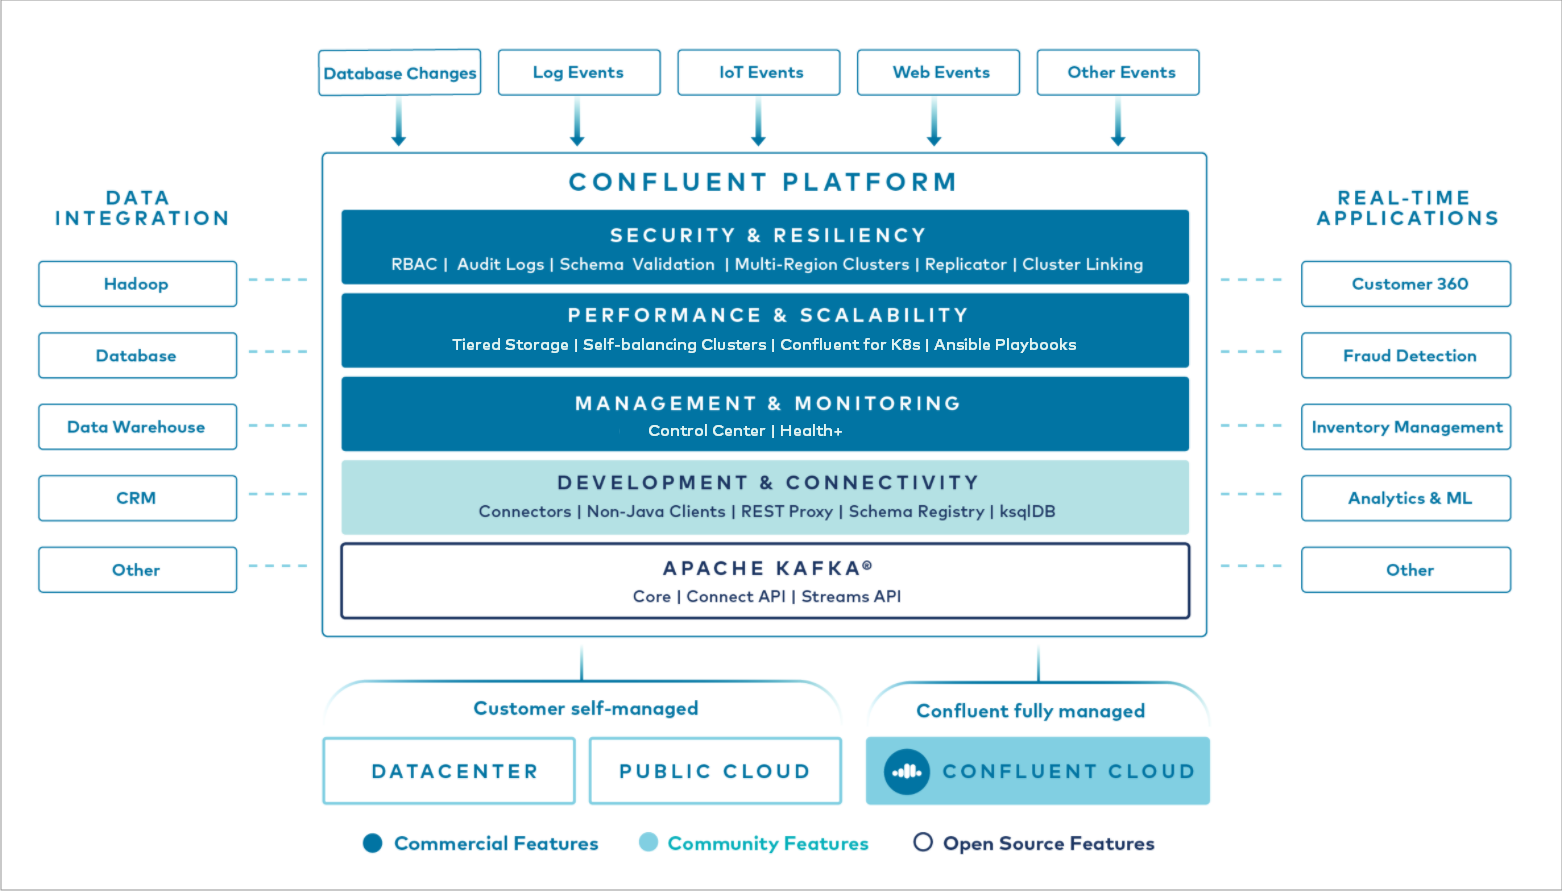 Database Changes
Log Events
IoT Events
Web Events
Other Events
DATA
INTEGRATION
Hadoop
Database
Data Warehouse
CRM
Other
CONFLUENT PLATFORM
SECURITY & RESILIENCY
RBAC | Audit Logs | Schema Validation | Multi-Region Clusters | Replicator | Cluster Linking
PERFORMANCE & SCALABILITY
Tiered Storage | Self-balancing Clusters | Confluent for K8s | Ansible Playbooks
MANAGEMENT & MONITORING
Control Center | Health+
DEVELOPMENT & CONNECTIVITY
Connectors | Non-Java Clients | REST Proxy | Schema Registry | ksqlDB
APACHE KAFKA®
Core | Connect API | Streams API
REAL-TIME
APPLICATIONS
Customer 360
Fraud Detection
Inventory Management
Analytics & ML
Other
Customer self-managed
DATACENTER
PUBLIC CLOUD
Confluent fully managed
CONFLUENT CLOUD
Commercial Features
Community Features
Open Source Features